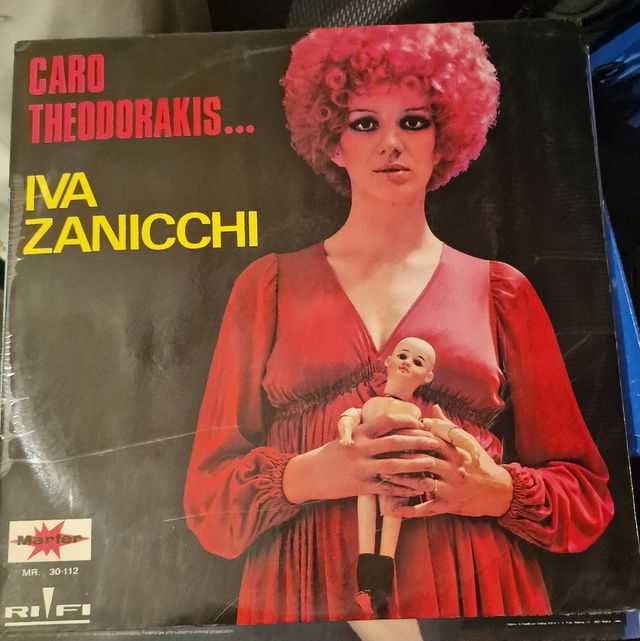 CARO
THEODORAKIS...
IVA
ZANICCHI
Marfer
MR. 30-112
RI-FI